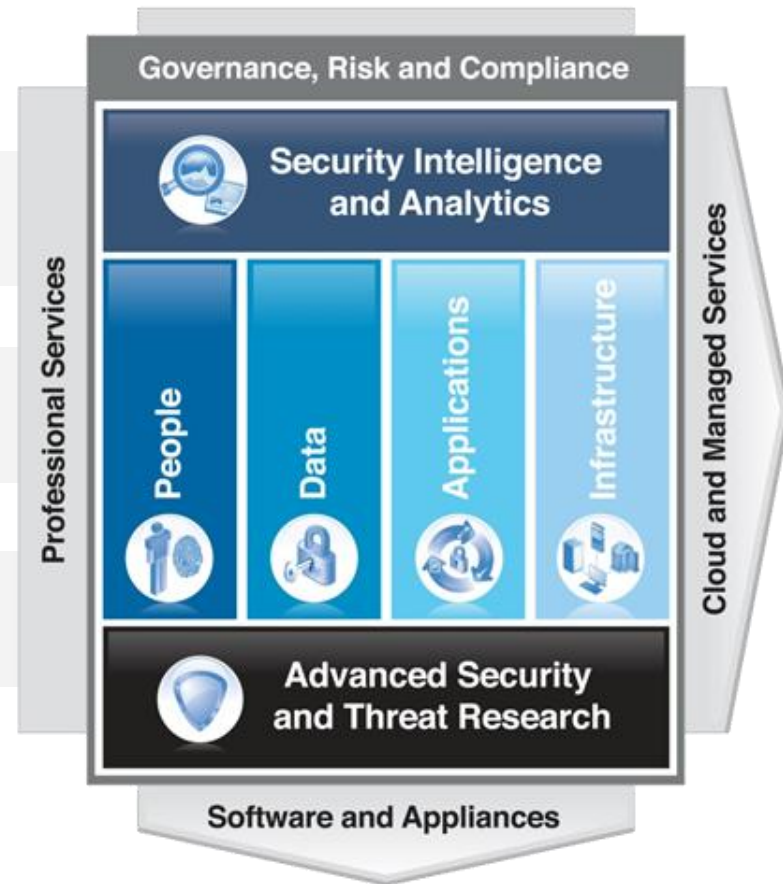 Governance, Risk and Compliance
Security Intelligence
and Analytics
Professional Services
People
Data
Applications
Infrastructure
Cloud and Managed Services
Advanced Security
and Threat Research
Software and Appliances